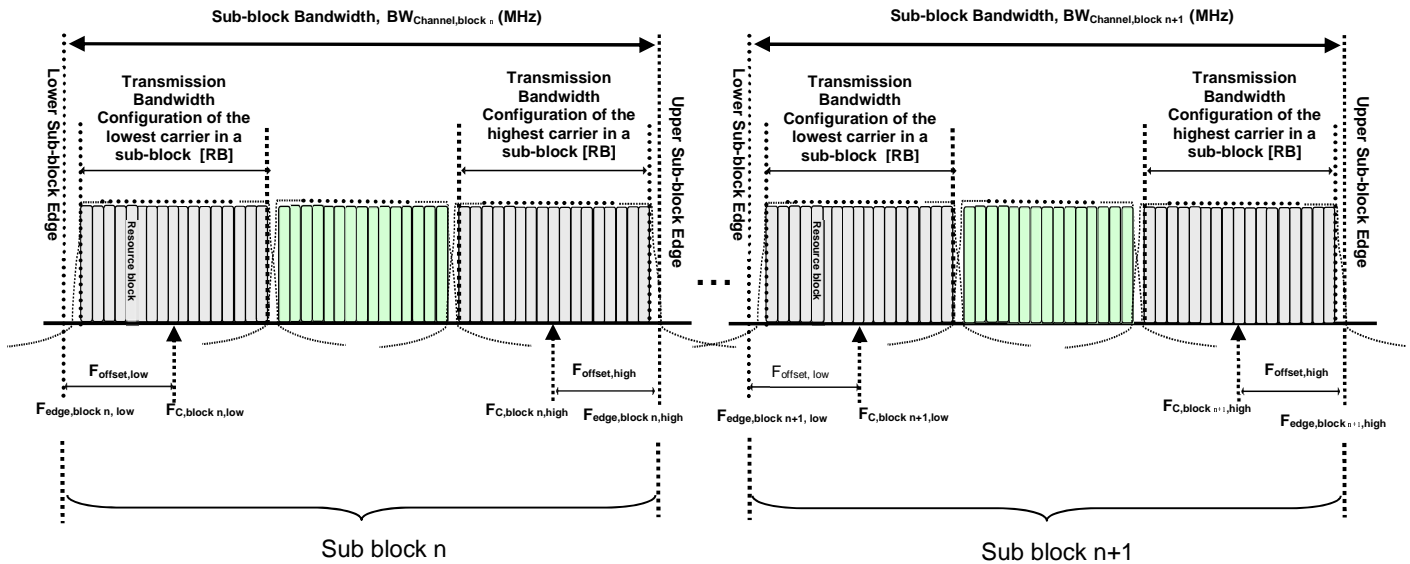 Sub-block Bandwidth, BWChannel,block n (MHz)
Sub-block Bandwidth, BWChannel,block n+1 (MHz)
Lower Sub-block Edge
Transmission
Bandwidth
Configuration of the
lowest carrier in a
sub-block [RB]
Transmission
Bandwidth
Configuration of the
highest carrier in a
sub-block [RB]
Upper Sub-block Edge
Resource block
...
Lower Sub-block Edge
Transmission
Bandwidth
Configuration of the
lowest carrier in a
sub-block [RB]
Transmission
Bandwidth
Configuration of the
highest carrier in a
sub-block [RB]
Upper Sub-block Edge
Resource block
Foffset,low
Foffset,high
Foffset, low
Foffset,high
Fedge,block n, low
FC,block n,low
FC,block n,high
Fedge,block n,high
Fedge,block n+1, low
FC,block n+1,low
FC,block n+1,high
Fedge,block n+1,high
Sub block n
Sub block n+1